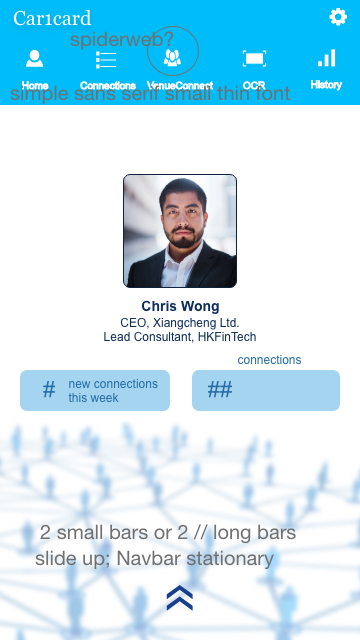 Car1card
spiderweb?
Home Connections VenueConnect OCR History
simple sans serif small thin font
Chris Wong
CEO, Xiangcheng Ltd.
Lead Consultant, HKFinTech
connections
# new connections
this week
##
2 small bars or 2 // long bars
slide up; Navbar stationary